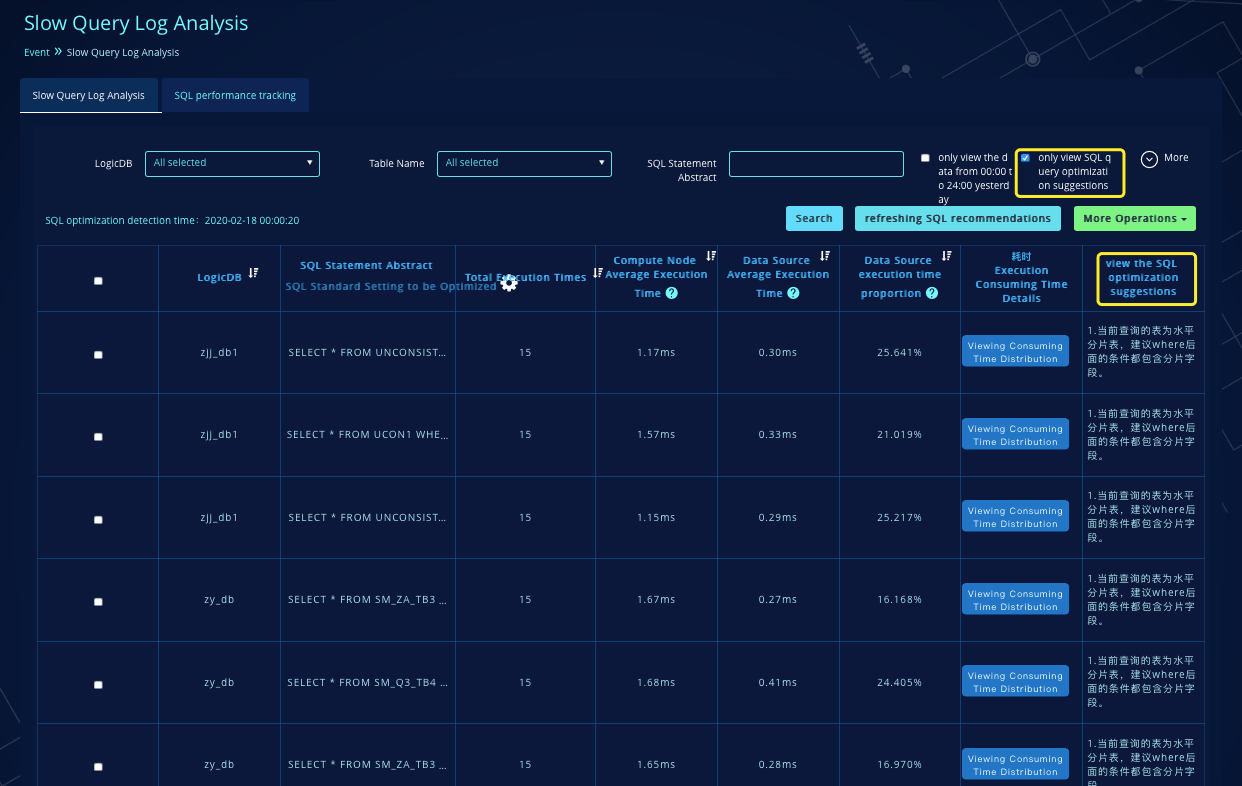 Slow Query Log Analysis
Event » Slow Query Log Analysis
Slow Query Log Analysis
SQL performance tracking
LogicDB
All selected
Table Name
All selected
SQL Statement
Abstract
only view the d
ata from 00:00 t
o 24:00 yesterd
ay
only view SQL q
uery optimizati
on suggestions
More
SQL optimization detection time: 2020-02-18 00:00:20
Search
refreshing SQL recommendations
More Operations
LogicDB
SQL Statement Abstract
SQL Standard Setting to be Optimized
Total Execution Times
Compute Node
Average Execution
Time ?
Data Source
Average Execution
Time ?
Data Source
execution time
proportion ?
耗时
Execution
Consuming Time
Details
view the SQL
optimization
suggestions
zjj_db1
SELECT * FROM UNCONSIST...
15
1.17ms
0.30ms
25.641%
Viewing Consuming
Time Distribution
1.当前查询的表为水平
分片表，建议where后
面的条件都包含分片字
段。
zjj_db1
SELECT * FROM UCON1 WHE...
15
1.57ms
0.33ms
21.019%
Viewing Consuming
Time Distribution
1.当前查询的表为水平
分片表，建议where后
面的条件都包含分片字
段。
zjj_db1
SELECT * FROM UNCONSIST...
15
1.15ms
0.29ms
25.217%
Viewing Consuming
Time Distribution
1.当前查询的表为水平
分片表，建议where后
面的条件都包含分片字
段。
zy_db
SELECT * FROM SM_ZA_TB3 ...
15
1.67ms
0.27ms
16.168%
Viewing Consuming
Time Distribution
1.当前查询的表为水平
分片表，建议where后
面的条件都包含分片字
段。
zy_db
SELECT * FROM SM_Q3_TB4 ...
15
1.68ms
0.41ms
24.405%
Viewing Consuming
Time Distribution
1.当前查询的表为水平
分片表，建议where后
面的条件都包含分片字
段。
zy_db
SELECT * FROM SM_ZA_TB3 ...
15
1.65ms
0.28ms
16.970%
Viewing Consuming
Time Distribution
1.当前查询的表为水平
分片表，建议where后
面的条件都包含分片字